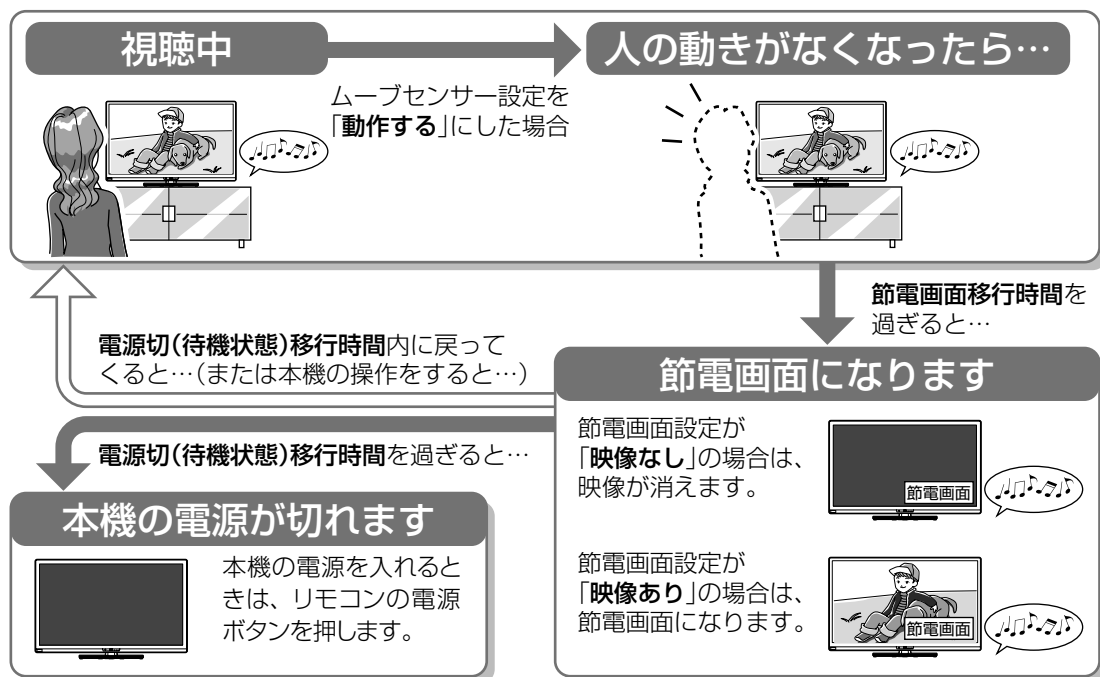 視聴中
人の動きがなくなったら…
ムーブセンサー設定を
「動作する」にした場合
節電画面移行時間を
過ぎると…
電源切(待機状態)移行時間内に戻って
くると…(または本機の操作をすると…)
節電画面になります
節電画面設定が
「映像なし」の場合は、
映像が消えます。
節電画面
節電画面設定が
「映像あり」の場合は、
節電画面になります。
節電画面
電源切(待機状態)移行時間を過ぎると…
本機の電源が切れます
本機の電源を入れると
きは、リモコンの電源
ボタンを押します。